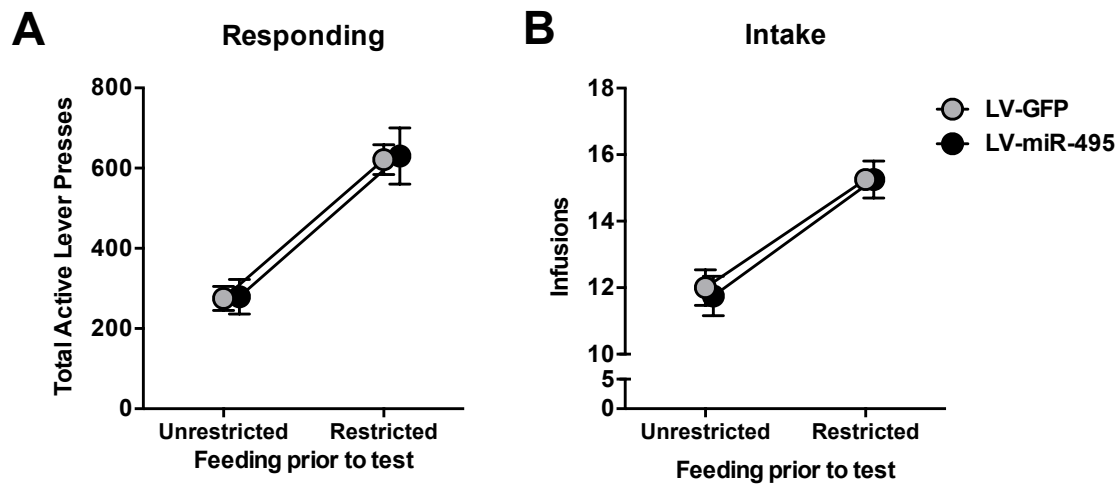 A
Responding
Total Active Lever Presses
800
600
400
200
0
Unrestricted
Restricted
Feeding prior to test
B
Intake
Infusions
18
16
14
12
10
5
0
Unrestricted
Restricted
Feeding prior to test
LV-GFP
LV-miR-495